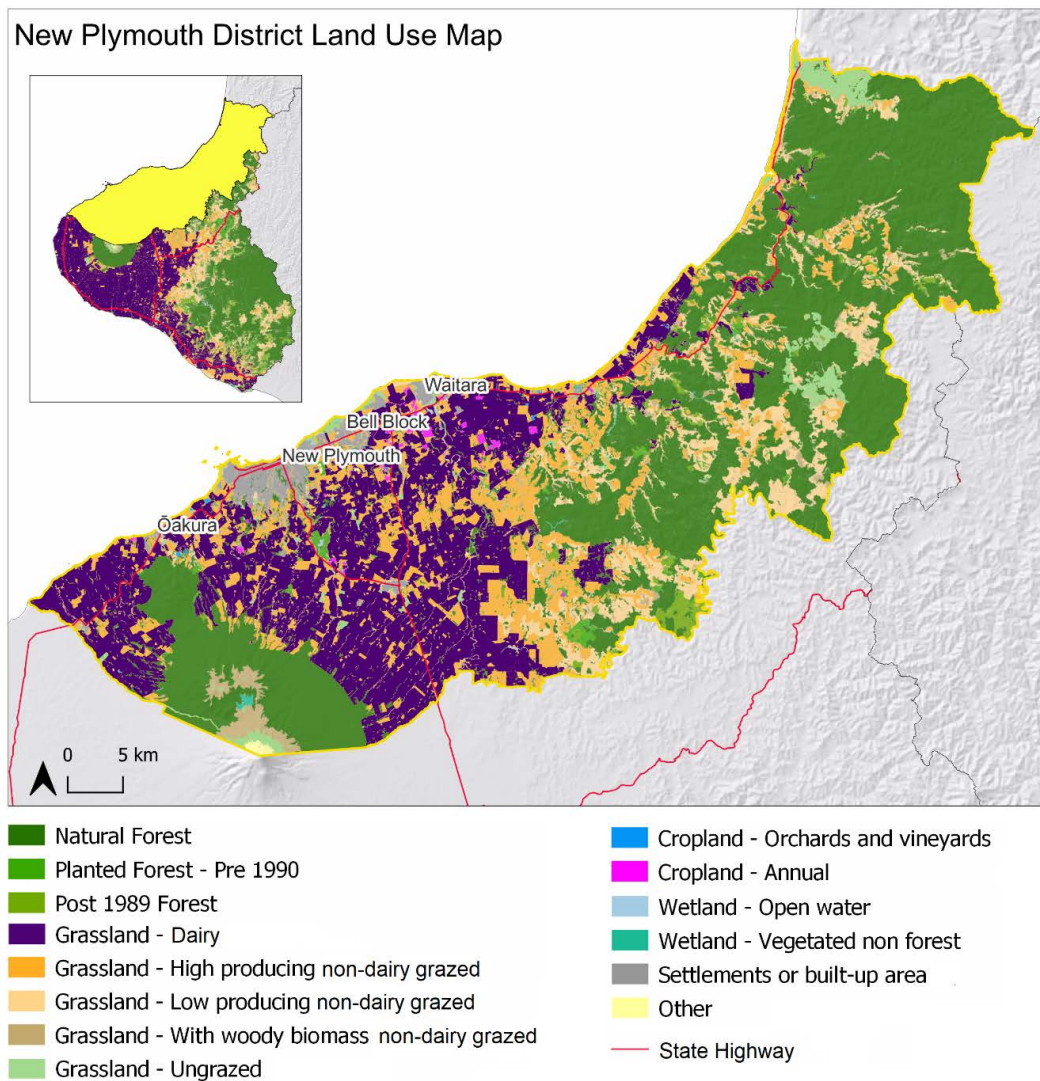 New Plymouth District Land Use Map
Waitara
Bell Block
New Plymouth
Ōakura
0 5 km
Natural Forest
Planted Forest - Pre 1990
Post 1989 Forest
Grassland - Dairy
Grassland - High producing non-dairy grazed
Grassland - Low producing non-dairy grazed
Grassland - With woody biomass non-dairy grazed
Grassland - Ungrazed
Cropland - Orchards and vineyards
Cropland - Annual
Wetland - Open water
Wetland - Vegetated non forest
Settlements or built-up area
Other
State Highway